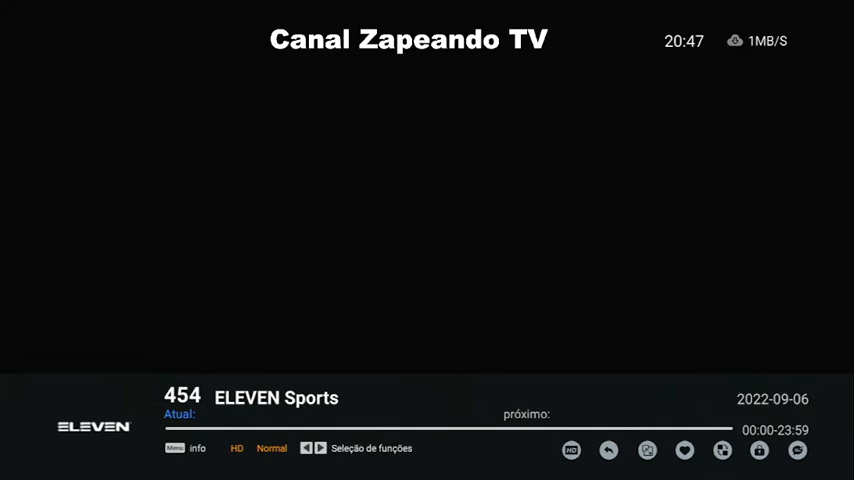 Canal Zapeando TV
20:47 1MB/S
454 ELEVEN Sports
2022-09-06
Atual:
próximo:
00:00-23:59
ELEVEN
Menu info HD Normal Seleção de funções
HD